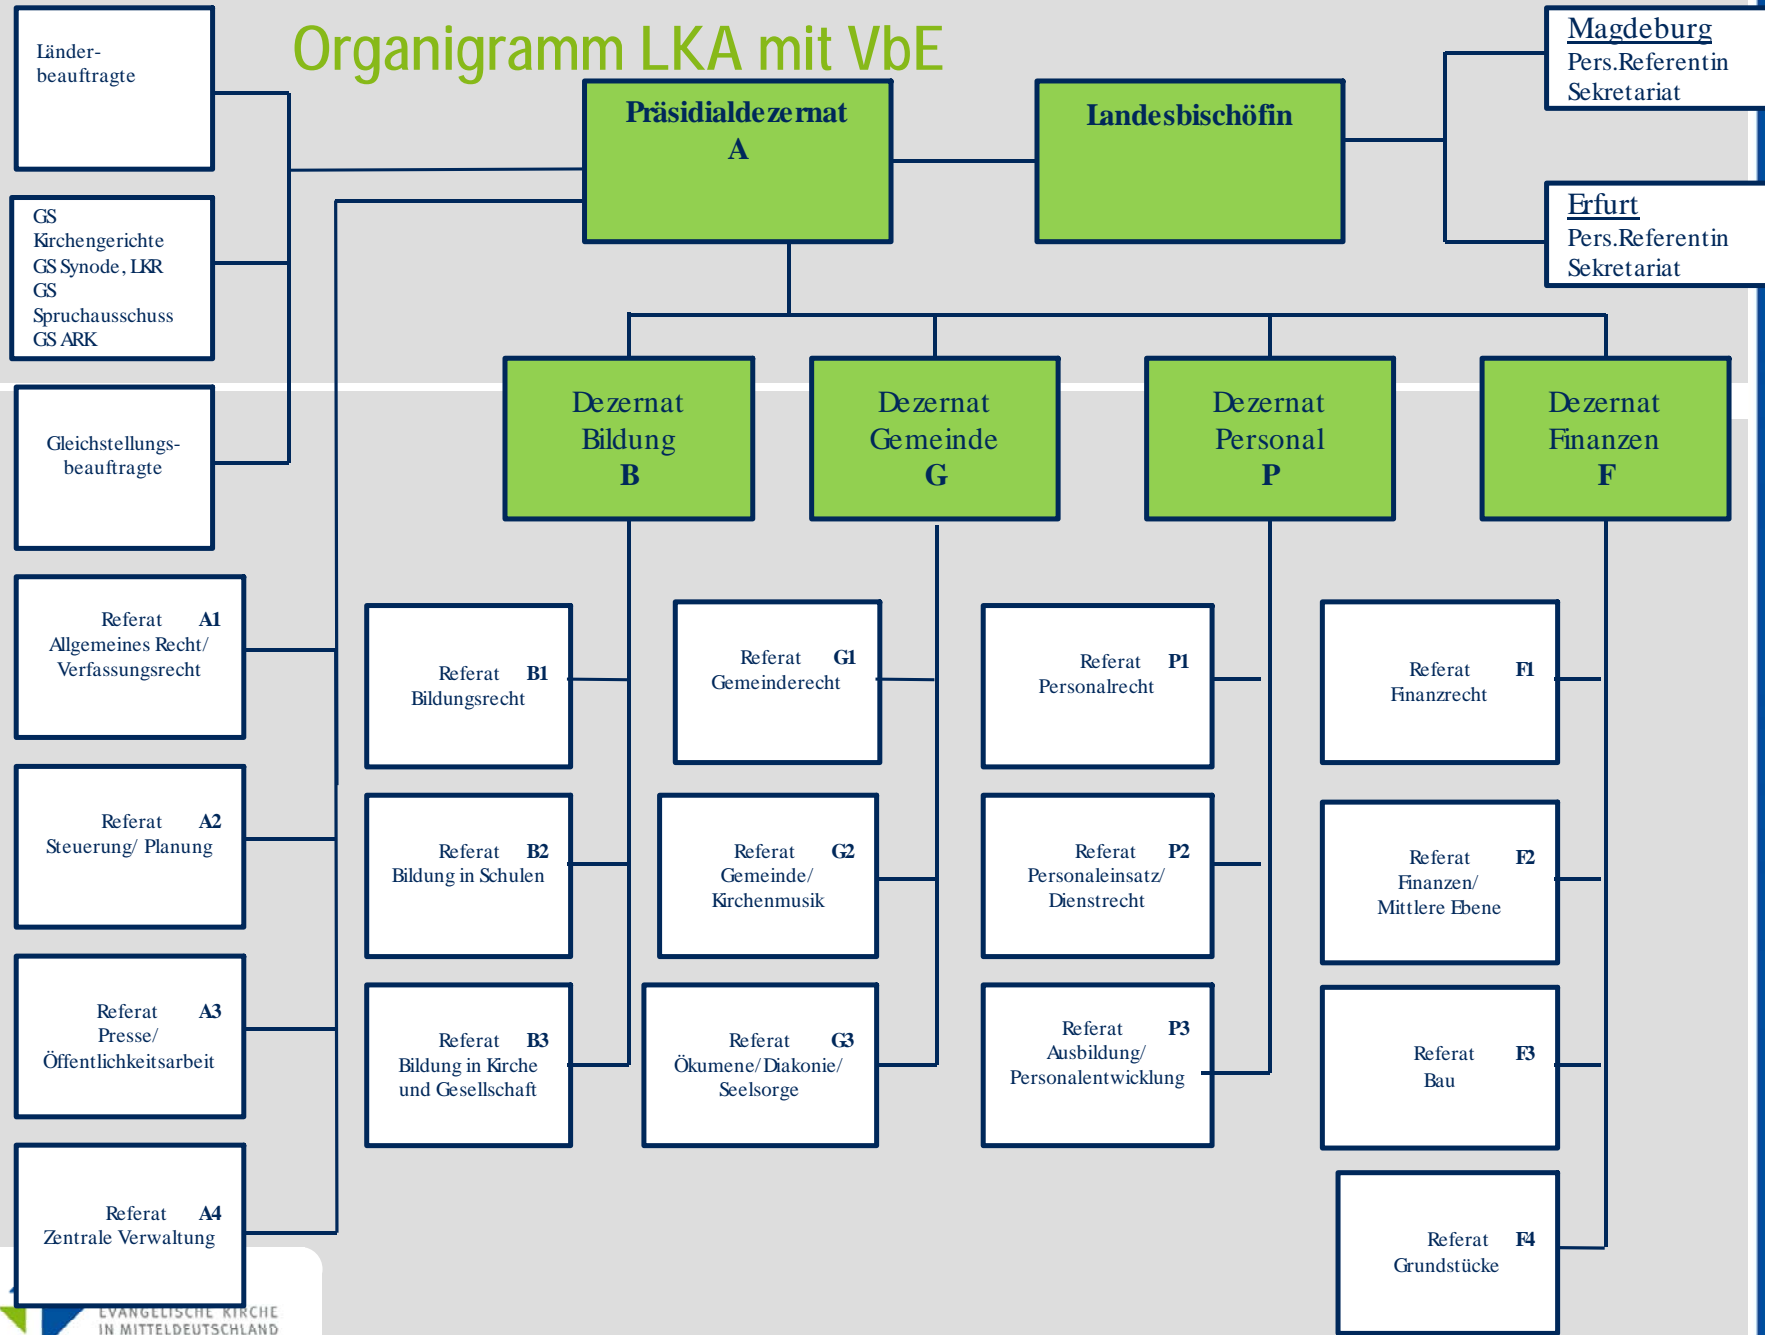 Organigramm LKA mit VbE
Länder-
beauftragte
Präsidialdezernat
A
Landesbischöfin
Magdeburg
Pers.Referentin
Sekretariat
Erfurt
Pers.Referentin
Sekretariat
GS
Kirchengerichte
GS Synode, LKR
GS
Spruchausschuss
GS ARK
Gleichstellungs-
beauftragte
Dezernat
Bildung
B
Dezernat
Gemeinde
G
Dezernat
Personal
P
Dezernat
Finanzen
F
Referat A1
Allgemeines Recht/
Verfassungsrecht
Referat A2
Steuerung/ Planung
Referat A3
Presse/
Öffentlichkeitsarbeit
Referat A4
Zentrale Verwaltung
Referat B1
Bildungsrecht
Referat B2
Bildung in Schulen
Referat B3
Bildung in Kirche
und Gesellschaft
Referat G1
Gemeinderecht
Referat G2
Gemeinde/
Kirchenmusik
Referat G3
Ökumene/Diakonie/
Seelsorge
Referat P1
Personalrecht
Referat P2
Personaleinsatz/
Dienstrecht
Referat P3
Ausbildung/
Personalentwicklung
Referat F1
Finanzrecht
Referat F2
Finanzen/
Mittlere Ebene
Referat F3
Bau
Referat F4
Grundstücke
EVANGELISCHE KIRCHE
IN MITTELDEUTSCHLAND